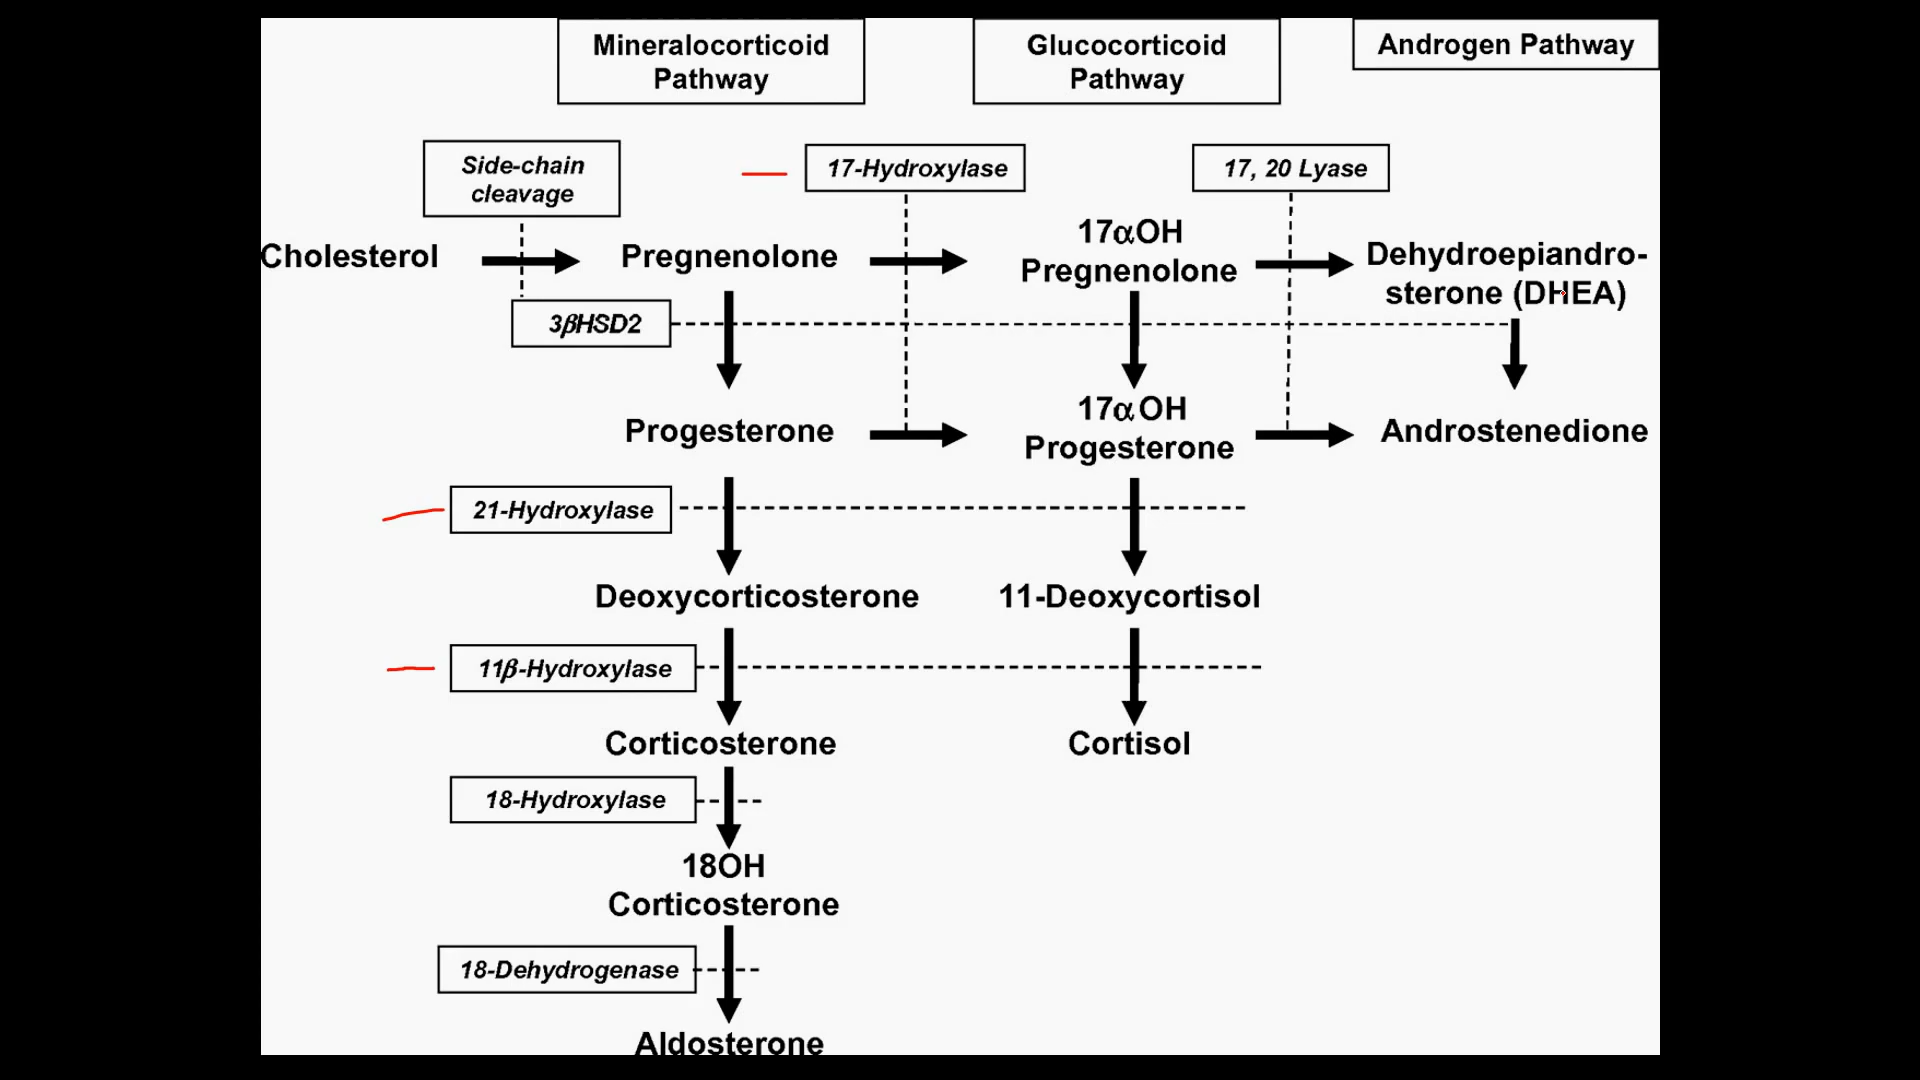 Mineralocorticoid
Pathway
Glucocorticoid
Pathway
Androgen Pathway
Side-chain
cleavage
17-Hydroxylase
17, 20 Lyase
Cholesterol
Pregnenolone
17αOH
Pregnenolone
Dehydroepiandro-
sterone (DHEA)
3βHSD2
Progesterone
17αOH
Progesterone
Androstenedione
21-Hydroxylase
Deoxycorticosterone
11-Deoxycortisol
11β-Hydroxylase
Corticosterone
Cortisol
18-Hydroxylase
18OH
Corticosterone
18-Dehydrogenase
Aldosterone